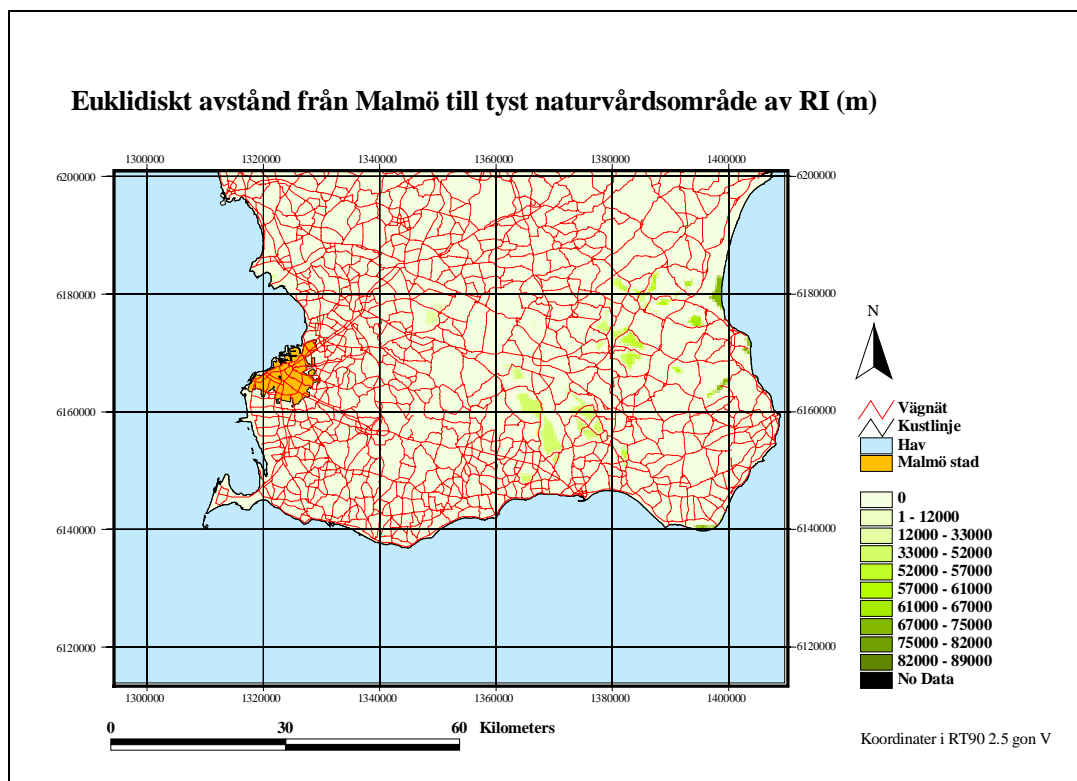 Euklidiskt avstånd från Malmö till tyst naturvårdsområde av RI (m)
1300000 1320000 1340000 1360000 1380000 1400000
6200000 6200000
6180000 6180000
6160000 6160000
6140000 6140000
6120000 6120000
1300000 1320000 1340000 1360000 1380000 1400000
N
Vägnät
Kustlinje
Hav
Malmö stad
0
1 - 12000
12000 - 33000
33000 - 52000
52000 - 57000
57000 - 61000
61000 - 67000
67000 - 75000
75000 - 82000
82000 - 89000
No Data
0 30 60 Kilometers
Koordinater i RT90 2.5 gon V